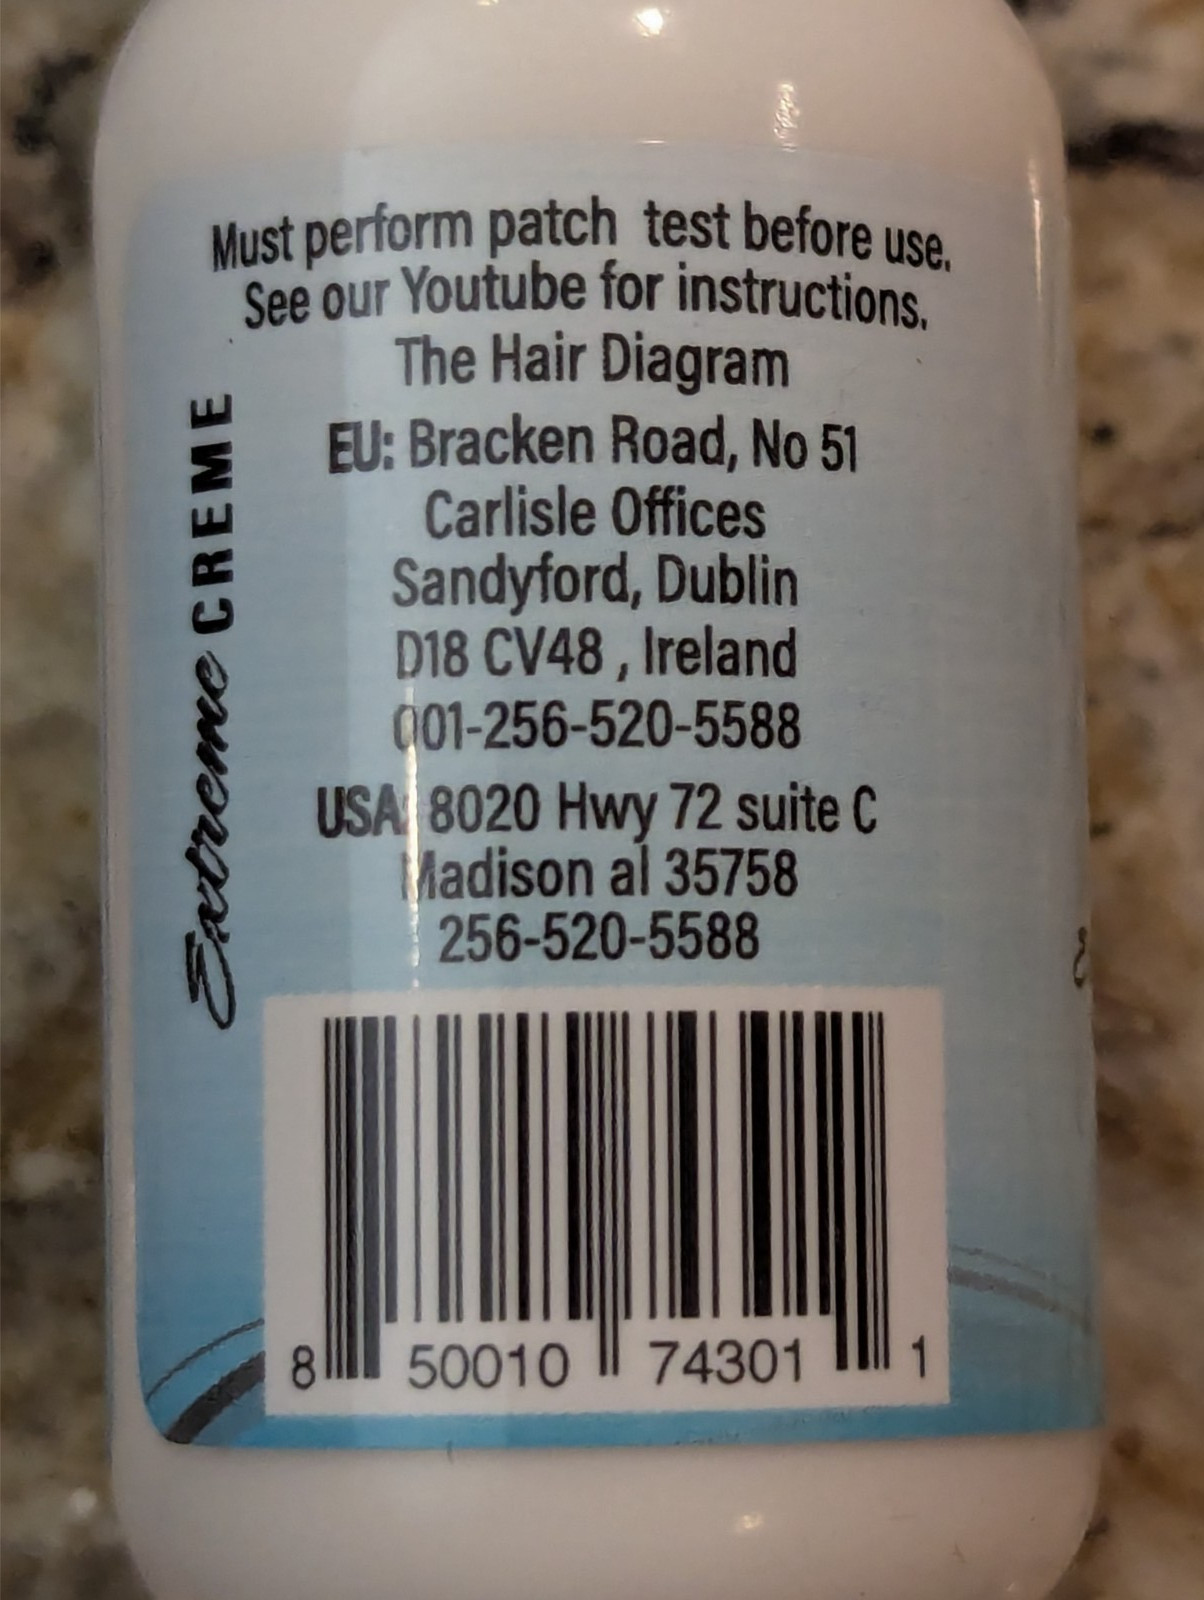 Must perform patch test before use.
See our Youtube for instructions.
The Hair Diagram
EU: Bracken Road, No 51
Carlisle Offices
Sandyford, Dublin
D18 CV48 , Ireland
001-256-520-5588
USA: 8020 Hwy 72 suite C
Madison al 35758
256-520-5588
Extreme CREME
8 50010 74301 1